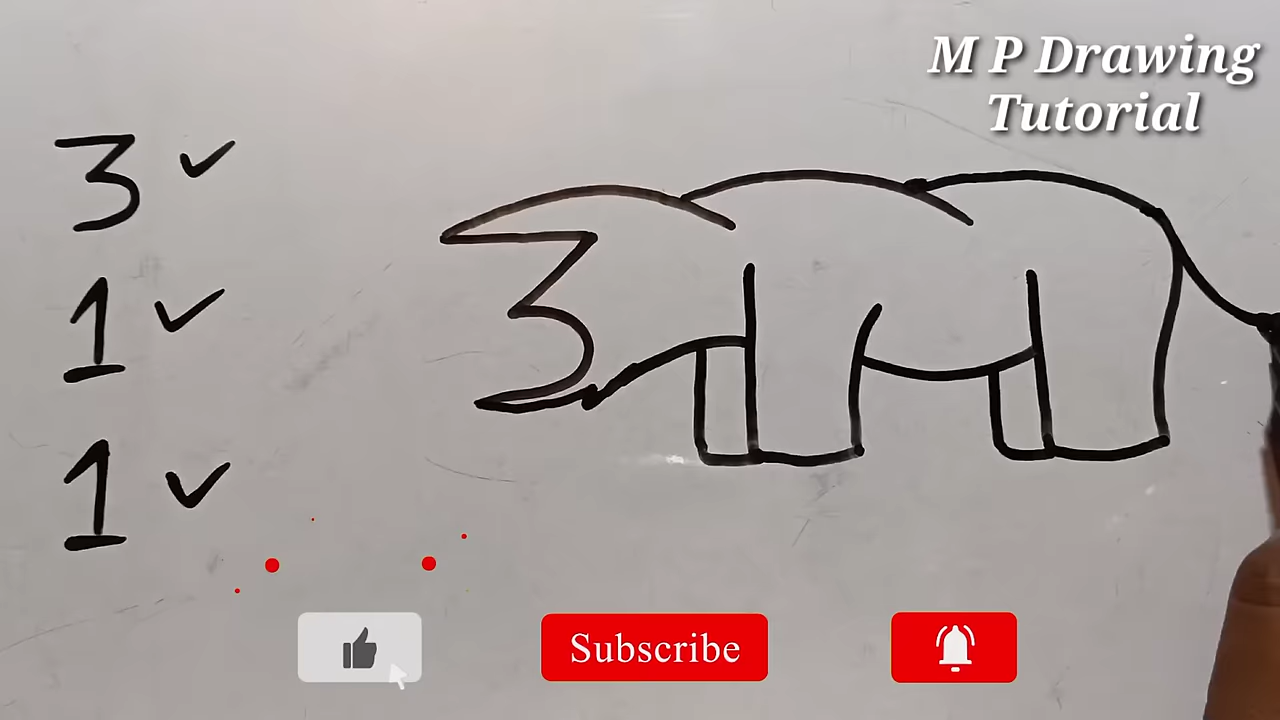 M P Drawing
Tutorial
3 ✓
1 ✓
1 ✓
Subscribe